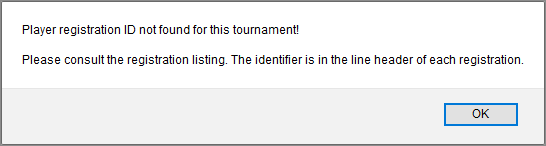 Player registration ID not found for this tournament!
Please consult the registration listing. The identifier is in the line header of each registration.
OK